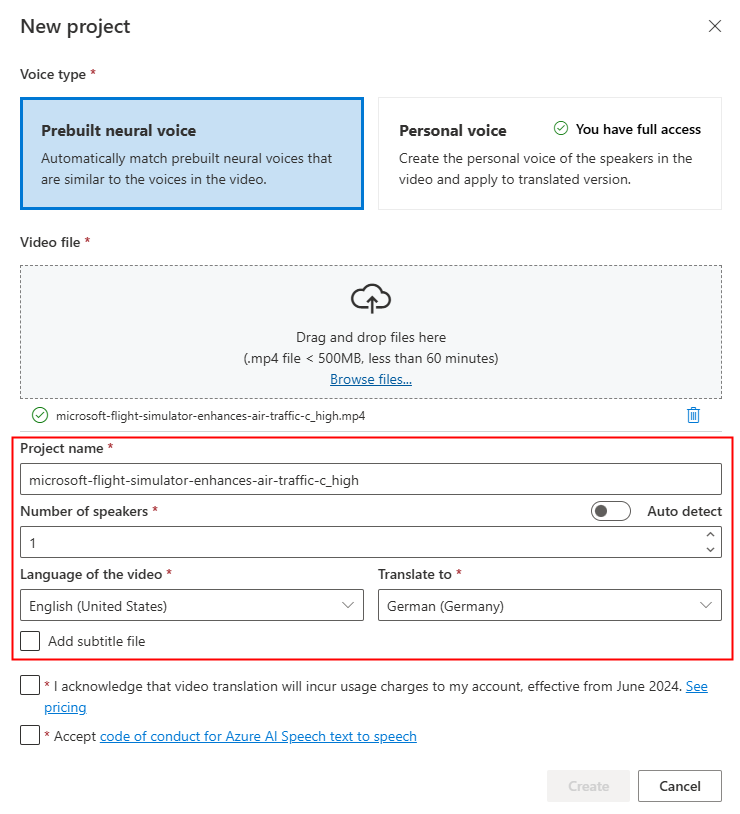 New project
Voice type *
Prebuilt neural voice
Automatically match prebuilt neural voices that
are similar to the voices in the video.
Personal voice
You have full access
Create the personal voice of the speakers in the
video and apply to translated version.
Video file *
Drag and drop files here
(.mp4 file < 500MB, less than 60 minutes)
Browse files...
microsoft-flight-simulator-enhances-air-traffic-c_high.mp4
Project name *
microsoft-flight-simulator-enhances-air-traffic-c_high
Number of speakers *
Auto detect
1
Language of the video *
Translate to *
English (United States)
German (Germany)
Add subtitle file
* I acknowledge that video translation will incur usage charges to my account, effective from June 2024. See
pricing
* Accept code of conduct for Azure AI Speech text to speech
Create
Cancel